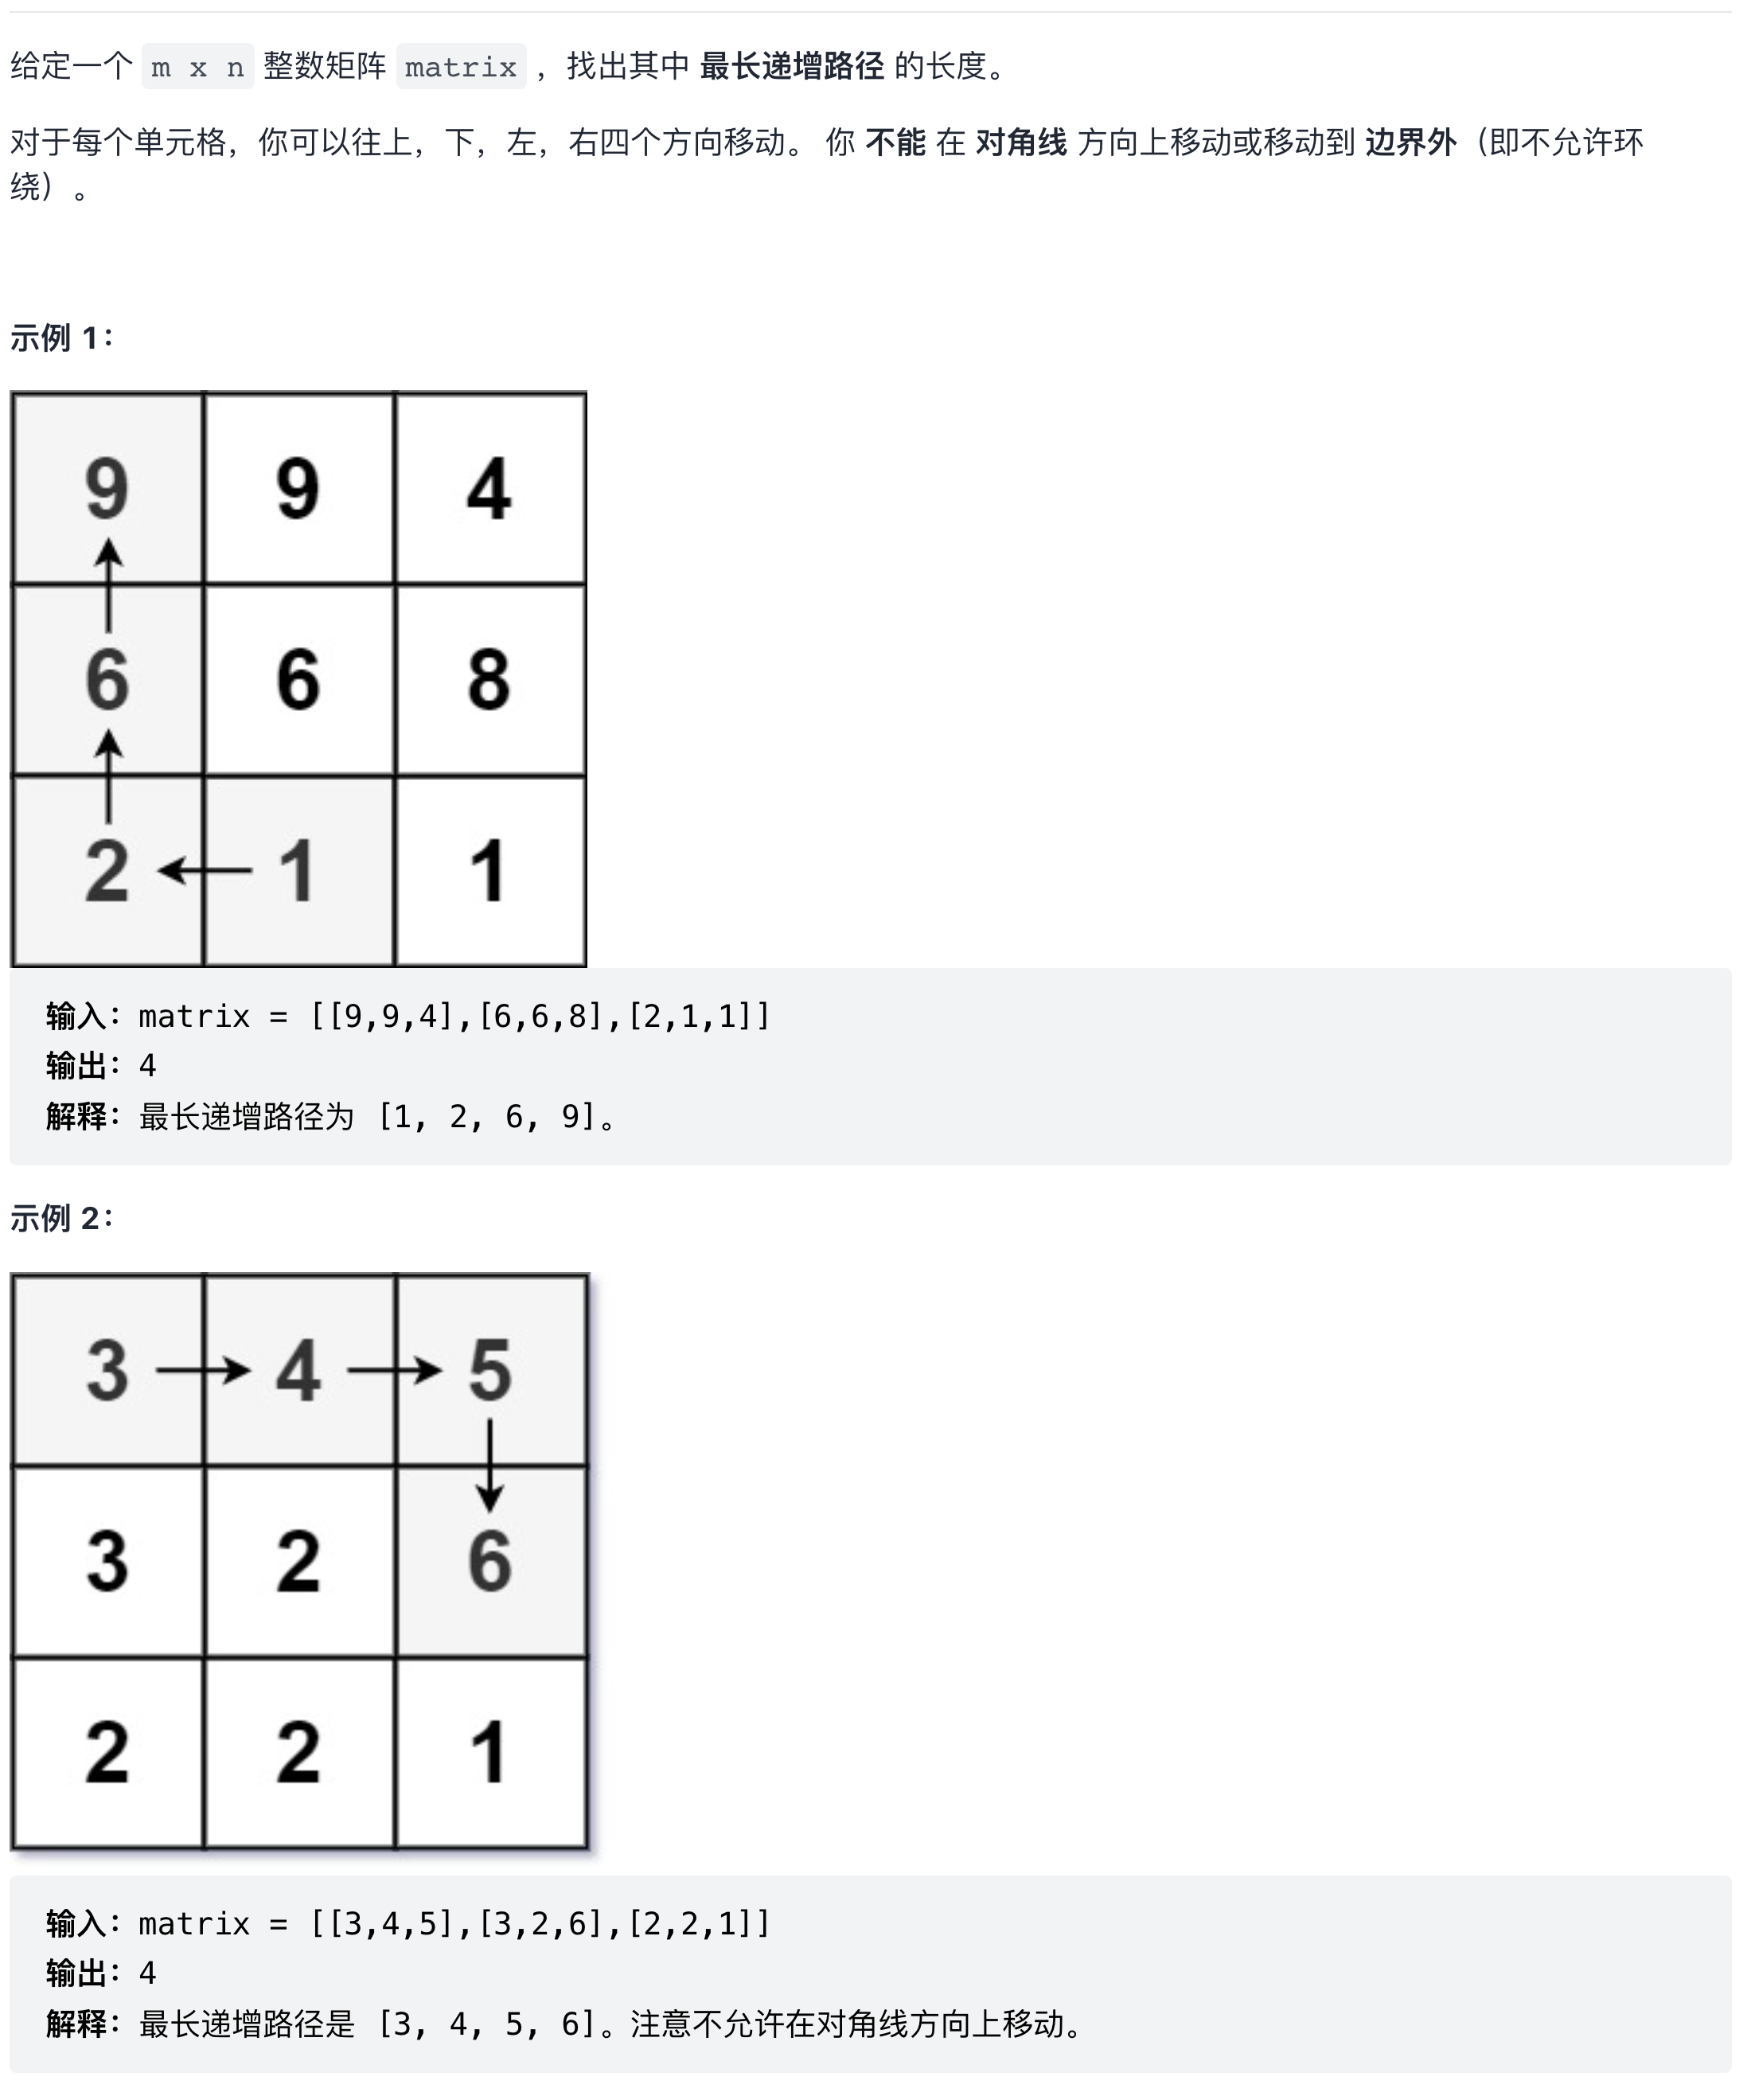 给定一个 m x n 整数矩阵 matrix ，找出其中 最长递增路径 的长度。
对于每个单元格，你可以往上，下，左，右四个方向移动。 你 不能 在 对角线 方向上移动或移动到 边界外（即不允许环
绕）。
示例 1：
9 9 4
6 6 8
2 1 1
输入：matrix = [[9,9,4],[6,6,8],[2,1,1]]
输出：4
解释：最长递增路径为 [1, 2, 6, 9]。
示例 2：
3 4 5
3 2 6
2 2 1
输入：matrix = [[3,4,5],[3,2,6],[2,2,1]]
输出：4
解释：最长递增路径是 [3, 4, 5, 6]。注意不允许在对角线方向上移动。